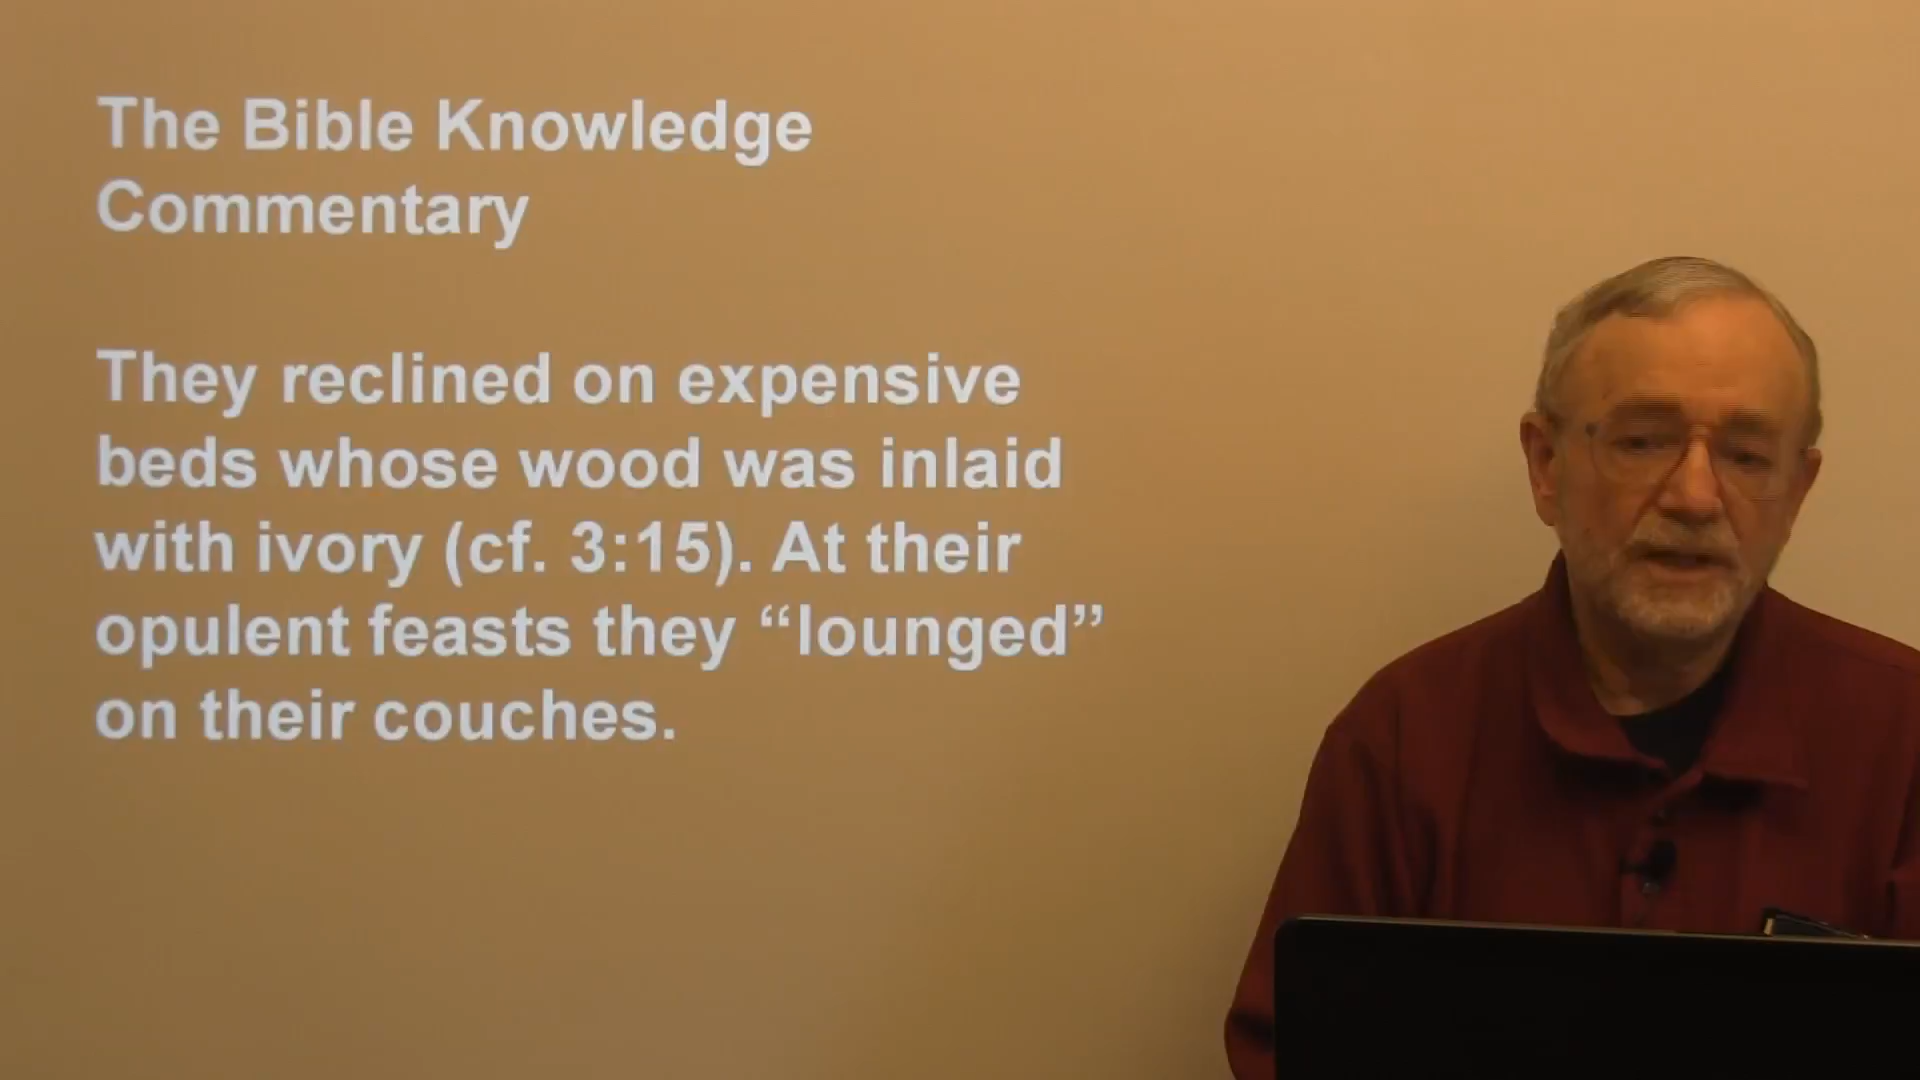 The Bible Knowledge
Commentary
They reclined on expensive
beds whose wood was inlaid
with ivory (cf. 3:15). At their
opulent feasts they “lounged”
on their couches.